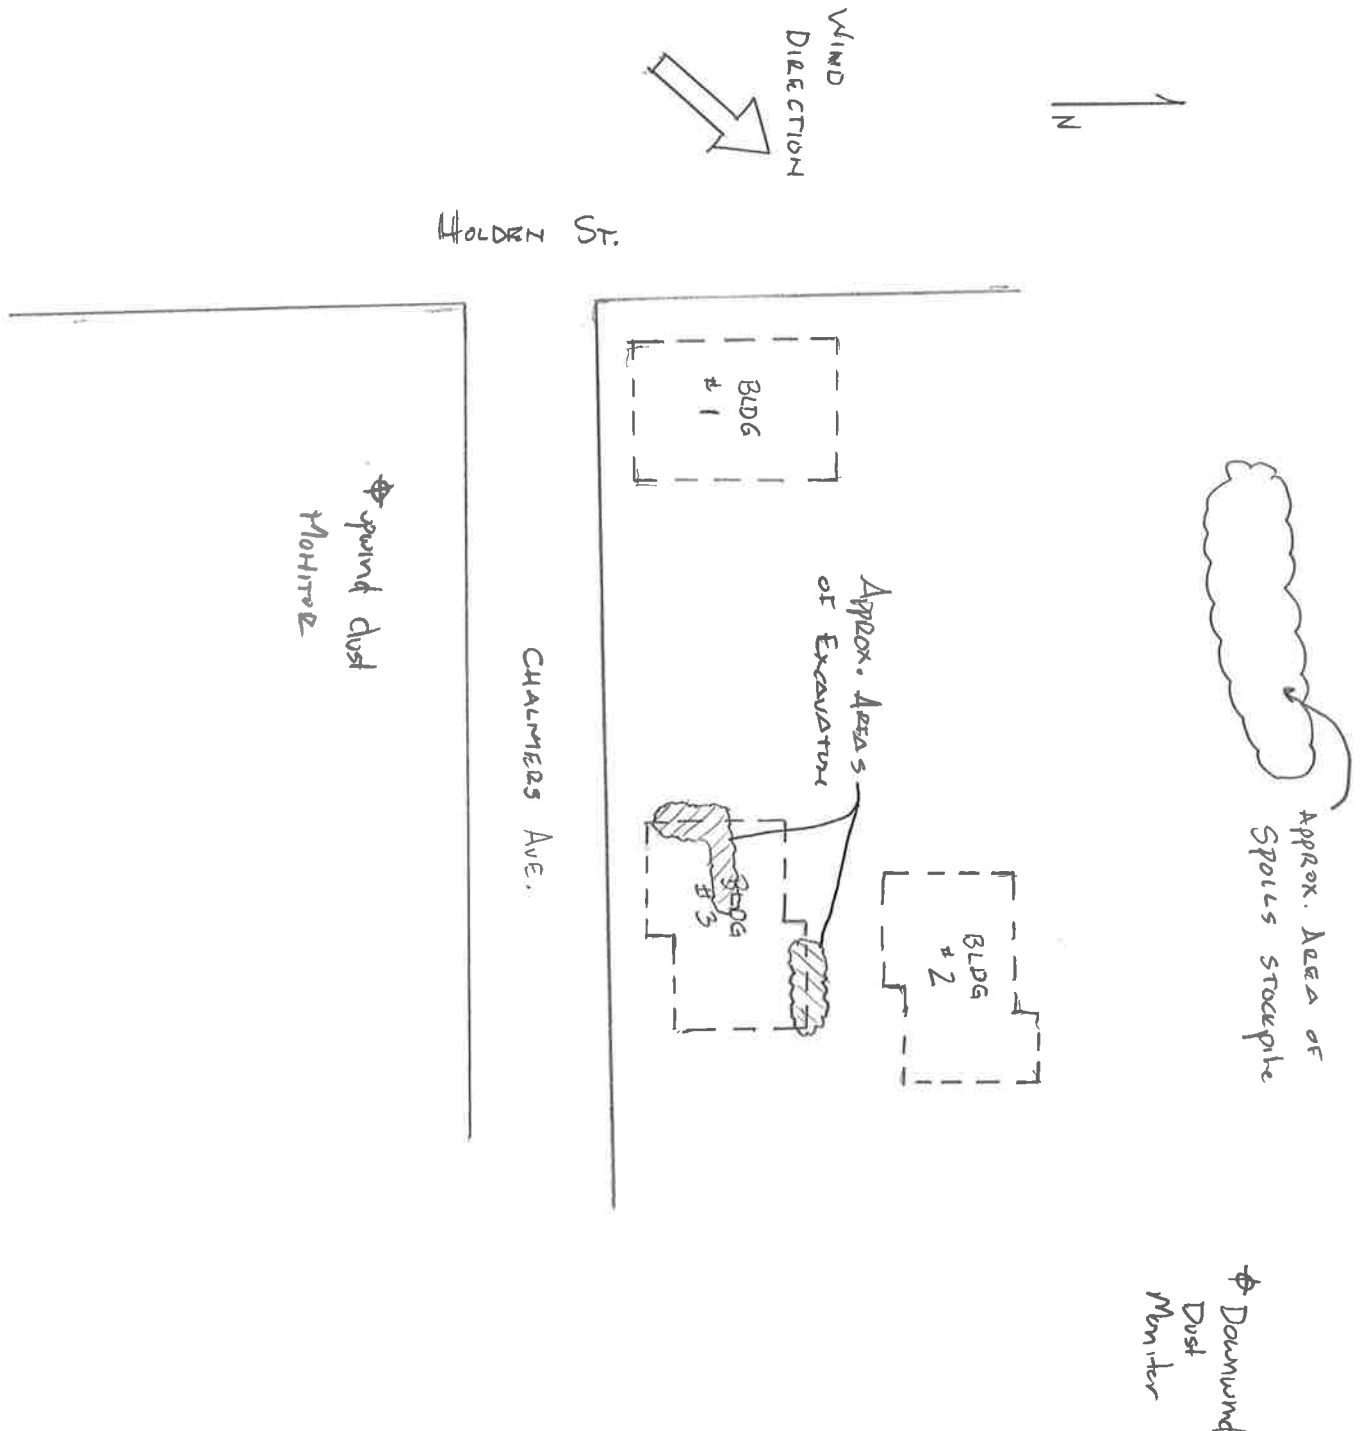 WIND
DIRECTION
N
HOLDEN ST.
BLDG
# 1
upwind dust
MONITOR
CHALMERS AVE.
APPROX. AREAS
OF EXCAVATION
BLDG
# 3
BLDG
# 2
APPROX. AREA OF
SPOILS STOCKPILE
Downwind
Dust
Monitor